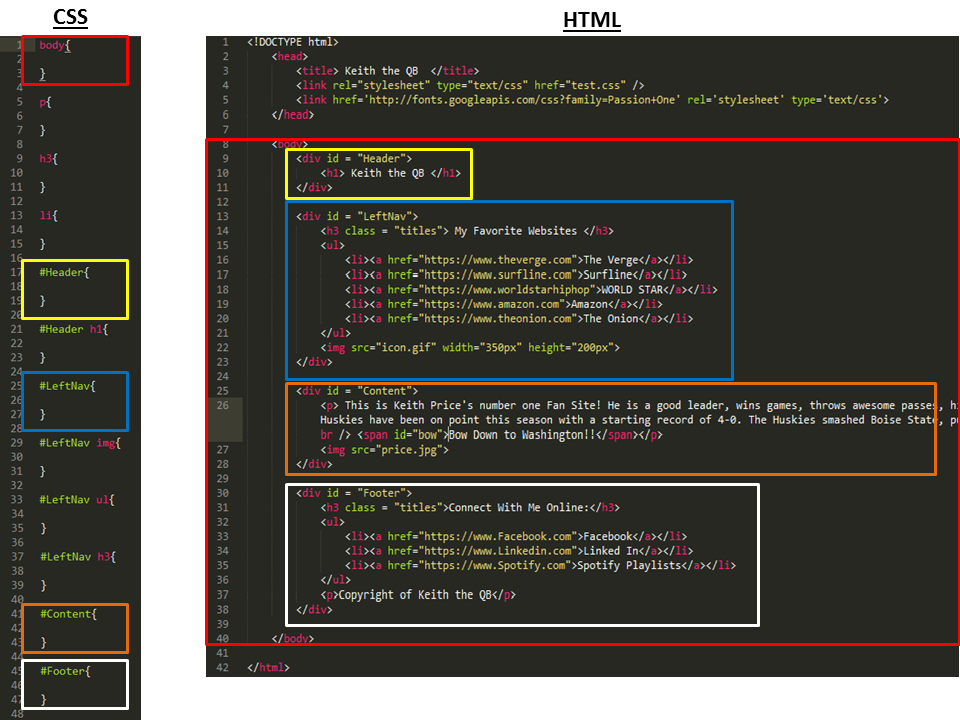 CSS
1 body{
2
3 }
4
5 p{
6
7 }
8
9 h3{
10
11 }
12
13 li{
14
15 }
16
17 #Header{
18
19 }
20
21 #Header h1{
22
23 }
24
25 #LeftNav{
26
27 }
28
29 #LeftNav img{
30
31 }
32
33 #LeftNav ul{
34
35 }
36
37 #LeftNav h3{
38
39 }
40
41 #Content{
42
43 }
44
45 #Footer{
46
47 }
48
HTML
1 <!DOCTYPE html>
2 <head>
3 <title> Keith the QB </title>
4 <link rel="stylesheet" type="text/css" href="test.css" />
5 <link href='http://fonts.googleapis.com/css?family=Passion+One' rel='stylesheet' type='text/css'>
6 </head>
7
8 <body>
9 <div id = "Header">
10 <h1> Keith the QB </h1>
11 </div>
12
13 <div id = "LeftNav">
14 <h3 class = "titles"> My Favorite Websites </h3>
15 <ul>
16 <li><a href="https://www.theverge.com">The Verge</a></li>
17 <li><a href="https://www.surfline.com">Surfline</a></li>
18 <li><a href="https://www.worldstarhiphop">WORLD STAR</a></li>
19 <li><a href="https://www.amazon.com">Amazon</a></li>
20 <li><a href="https://www.theonion.com">The Onion</a></li>
21 </ul>
22 <img src="icon.gif" width="350px" height="200px">
23 </div>
24
25 <div id = "Content">
26 <p> This is Keith Price's number one Fan Site! He is a good leader, wins games, throws awesome passes,
Huskies have been on point this season with a starting record of 4-0. The Huskies smashed Boise State,
br /> <span id="bow">Bow Down to Washington!!</span></p>
27 <img src="price.jpg">
28 </div>
29
30 <div id = "Footer">
31 <h3 class = "titles">Connect With Me Online:</h3>
32 <ul>
33 <li><a href="https://www.Facebook.com">Facebook</a></li>
34 <li><a href="https://www.Linkedin.com">Linked In</a></li>
35 <li><a href="https://www.Spotify.com">Spotify Playlists</a></li>
36 </ul>
37 <p>Copyright of Keith the QB</p>
38 </div>
39
40 </body>
41
42 </html>